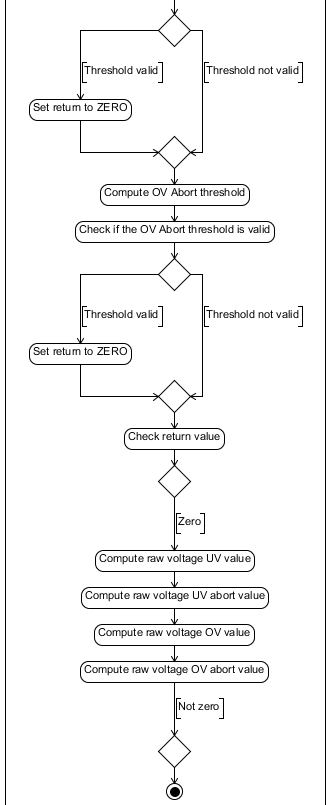 [Threshold valid]
[Threshold not valid]
Set return to ZERO
Compute OV Abort threshold
Check if the OV Abort threshold is valid
[Threshold valid]
[Threshold not valid]
Set return to ZERO
Check return value
[Zero]
Compute raw voltage UV value
Compute raw voltage UV abort value
Compute raw voltage OV value
Compute raw voltage OV abort value
[Not zero]